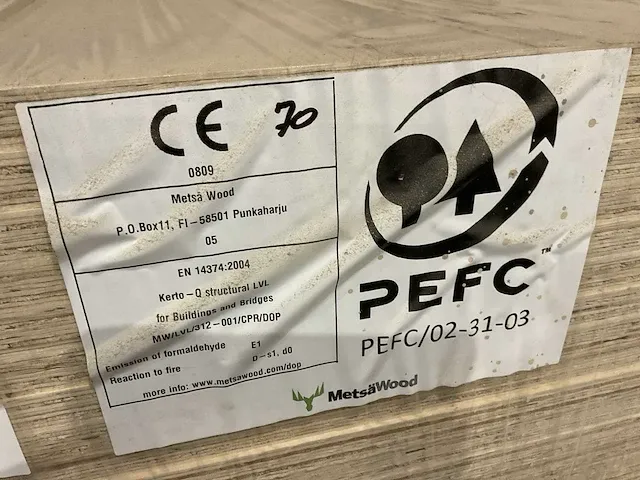 CE 70
0809
Metsä Wood
P.O.Box11, FI-58501 Punkaharju
05
EN 14374:2004
Kerto-Q structural LVL
for Buildings and Bridges
MW/LVL/312-001/CPR/DOP
Emission of formaldehyde E1
Reaction to fire D-s1, d0
more info: www.metsawood.com/dop
PEFC™
PEFC/02-31-03
MetsäWood